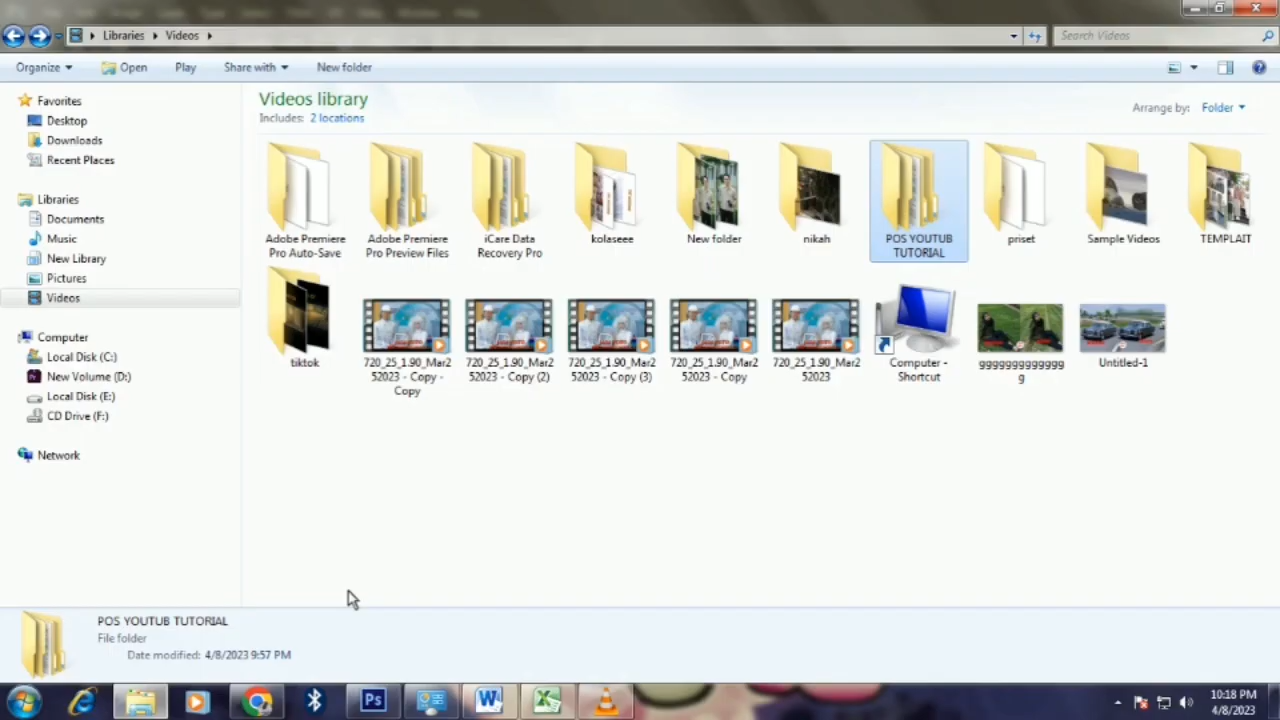 Libraries Videos
Search Videos
Organize Open Play Share with New folder
Videos library
Includes: 2 locations
Arrange by: Folder
Favorites
Desktop
Downloads
Recent Places
Libraries
Documents
Music
New Library
Pictures
Videos
Computer
Local Disk (C:)
New Volume (D:)
Local Disk (E:)
CD Drive (F:)
Network
Adobe Premiere
Pro Auto-Save
Adobe Premiere
Pro Preview Files
iCare Data
Recovery Pro
kolaseee
New folder
nikah
POS YOUTUB
TUTORIAL
priset
Sample Videos
TEMPLAIT
tiktok
720_25_1.90_Mar2
52023 - Copy -
Copy
720_25_1.90_Mar2
52023 - Copy (2)
720_25_1.90_Mar2
52023 - Copy (3)
720_25_1.90_Mar2
52023 - Copy
720_25_1.90_Mar2
52023
Computer -
Shortcut
ggggggggggggg
g
Untitled-1
POS YOUTUB TUTORIAL
File folder
Date modified: 4/8/2023 9:57 PM
Ps
W
X
10:18 PM
4/8/2023